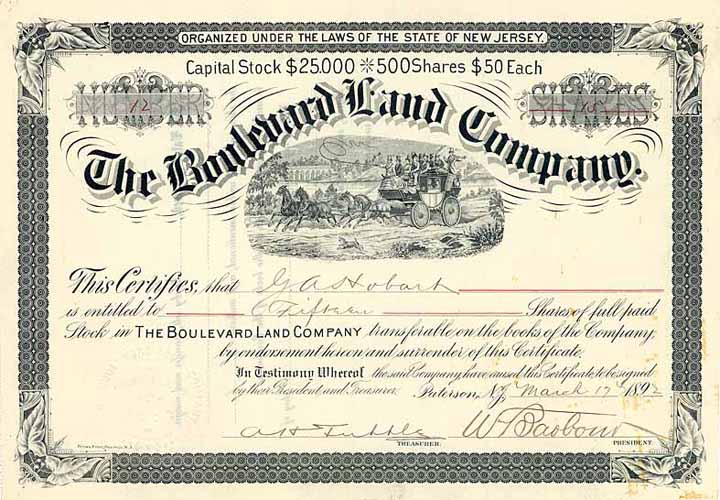 ORGANIZED UNDER THE LAWS OF THE STATE OF NEW JERSEY.
Capital Stock $25.000 500 Shares $50 Each
NUMBER 12
15
The Boulevard Land Company.
This Certifies, that G A Hobart
is entitled to Fifteen Shares of full paid
Stock in THE BOULEVARD LAND COMPANY transferable on the books of the Company
by endorsement hereon and surrender of this Certificate.
In Testimony Whereof the said Company have caused this Certificate to be signed
by their President and Treasurer. Paterson, N.J. March 17 1892
A H Tuttle W Barbour
TREASURER. PRESIDENT.